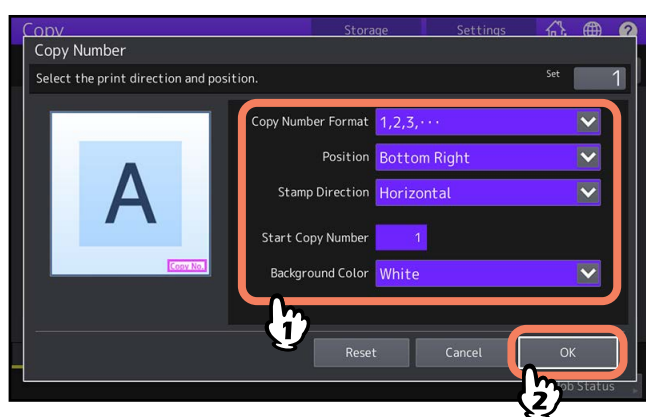 Copy Storage Settings ?
Copy Number
Select the print direction and position. Set 1
Copy Number Format 1,2,3,···
Position Bottom Right
Stamp Direction Horizontal
Start Copy Number 1
Background Color White
A
Copy No.
1
Reset Cancel OK
2
Job Status